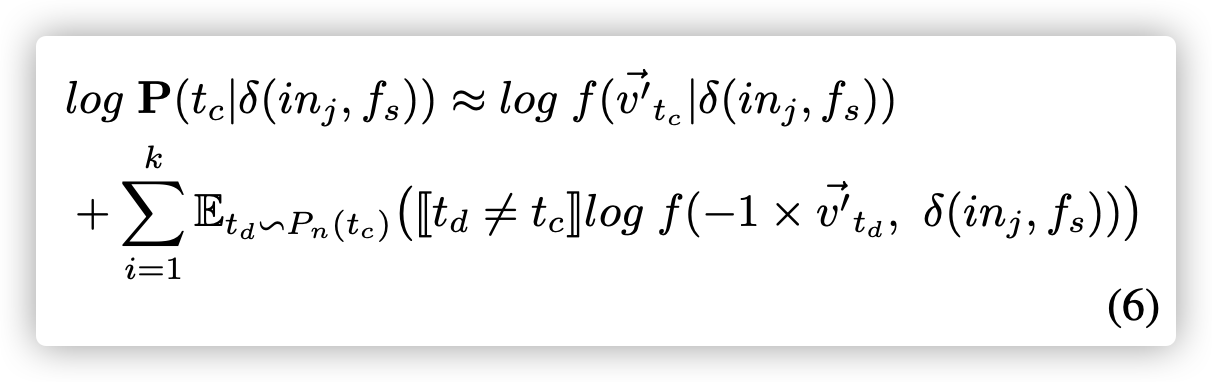 log P(t_c|δ(in_j, f_s)) ≈ log f(v⃗′_{t_c}|δ(in_j, f_s))
+ ∑_{i=1}^{k} 𝔼_{t_d∽P_n(t_c)}(⟦t_d ≠ t_c⟧log f(−1 × v⃗′_{t_d}, δ(in_j, f_s)))
(6)